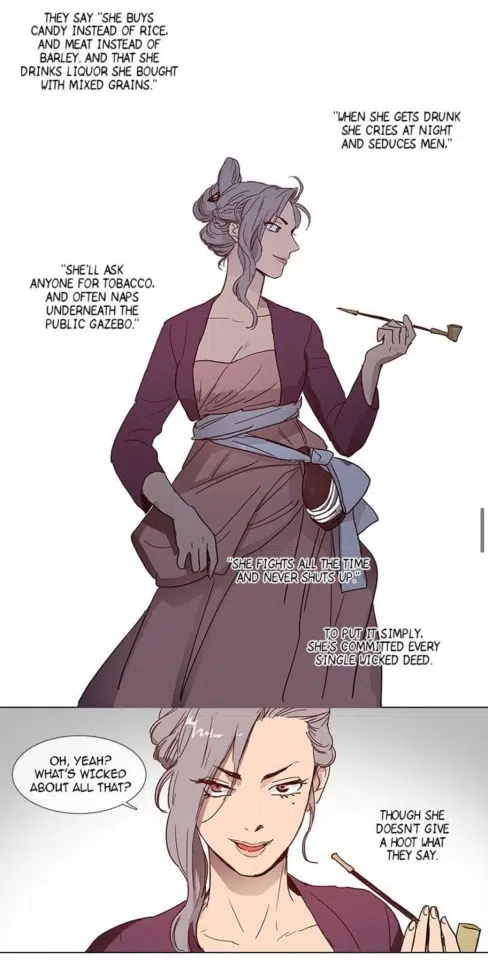 THEY SAY "SHE BUYS
CANDY INSTEAD OF RICE,
AND MEAT INSTEAD OF
BARLEY. AND THAT SHE
DRINKS LIQUOR SHE BOUGHT
WITH MIXED GRAINS."
"WHEN SHE GETS DRUNK
SHE CRIES AT NIGHT
AND SEDUCES MEN,"
"SHE'LL ASK
ANYONE FOR TOBACCO,
AND OFTEN NAPS
UNDERNEATH THE
PUBLIC GAZEBO."
"SHE FIGHTS ALL THE TIME
AND NEVER SHUTS UP."
TO PUT IT SIMPLY,
SHE'S COMMITTED EVERY
SINGLE WICKED DEED.
OH, YEAH?
WHAT'S WICKED
ABOUT ALL THAT?
THOUGH SHE
DOESN'T GIVE
A HOOT WHAT
THEY SAY.